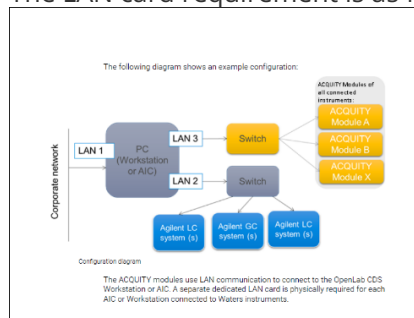 The LAN card requirement is as
The following diagram shows an example configuration:
ACQUITY Modules of
all connected
instruments:
ACQUITY
Module A
ACQUITY
Module B
ACQUITY
Module X
LAN 3
Switch
LAN 1
PC
(Workstation
or AIC)
Corporate network
LAN 2
Switch
Agilent LC
system (s)
Agilent GC
system (s)
Agilent LC
system (s)
Configuration diagram
The ACQUITY modules use LAN communication to connect to the OpenLab CDS
Workstation or AIC. A separate dedicated LAN card is physically required for each
AIC or Workstation connected to Waters instruments.